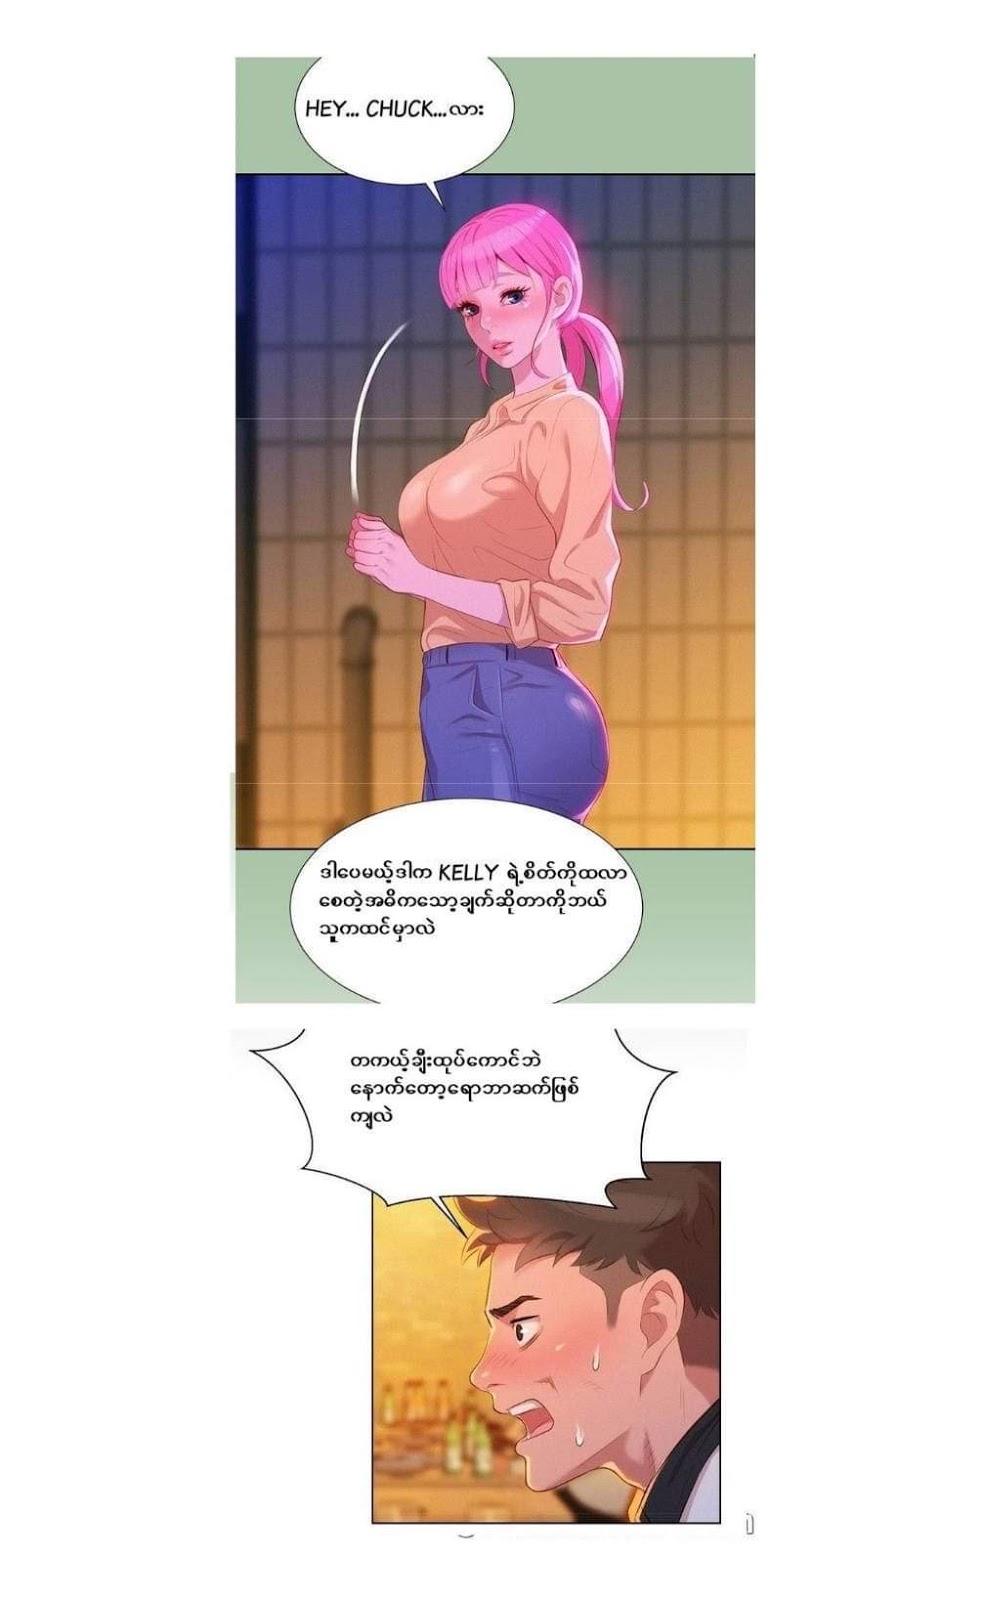 HEY... CHUCK...လား
ဒါပေမယ့်ဒါက KELLY ရဲ့စိတ်ကိုထလာ
စေတဲ့အဓိကသော့ချက်ဆိုတာကိုဘယ်
သူကထင်မှာလဲ
တကယ့်ချီးထုပ်ကောင်ဘဲ
နောက်တော့ရောဘာဆက်ဖြစ်
ကျလဲ